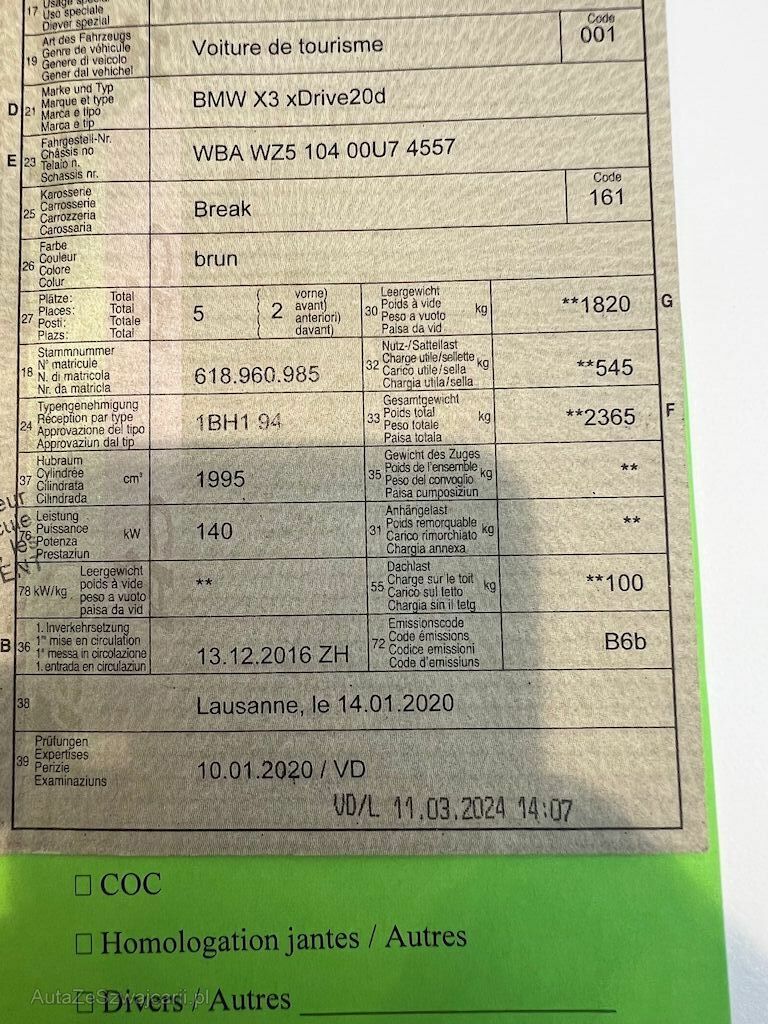 17 Usage special
Uso speciale
Diever spezial
Art des Fahrzeugs
Genre de véhicule
19 Genere di veicolo
Gener dal vehichel
Voiture de tourisme
Code
001
Marke und Typ
D 21 Marque et type
Marca e tipo
Marca e tip
BMW X3 xDrive20d
Fahrgestell-Nr.
E 23 Châssis no
Telaio n.
Schassis nr.
WBA WZ5 104 00U7 4557
Karosserie
25 Carrosserie
Carrozzeria
Carossaria
Break
Code
161
Farbe
26 Couleur
Colore
Colur
brun
Plätze: Total
27 Places: Total
Posti: Totale
Plazs: Total
5
2
vorne)
avant)
anteriori)
davant)
Leergewicht
30 Poids à vide kg
Peso a vuoto
Paisa da vid
**1820 G
Stammnummer
18 N° matricule
N. di matricola
Nr. da matricla
618.960.985
Nutz-/Sattellast
32 Charge utile/sellette kg
Carico utile/sella
Chargia utila/sella
**545
Typengenehmigung
24 Réception par type
Approvazione del tipo
Approvaziun dal tip
1BH1 94
Gesamtgewicht
33 Poids total kg
Peso totale
Paisa totala
**2365 F
Hubraum
37 Cylindrée cm³
Cilindrata
Cilindrada
1995
Gewicht des Zuges
35 Poids de l'ensemble kg
Peso del convoglio
Paisa cumposiziun
**
Leistung
76 Puissance kW
Potenza
Prestaziun
140
Anhängelast
31 Poids remorquable kg
Carico rimorchiato
Chargia annexa
**
Leergewicht
78 kW/kg poids à vide
peso a vuoto
paisa da vid
**
Dachlast
55 Charge sur le toit kg
Carico sul tetto
Chargia sin il tetg
**100
1. Inverkehrsetzung
B 36 1re mise en circulation
1a messa in circolazione
1. entrada en circulaziun
13.12.2016 ZH
Emissionscode
72 Code émissions
Codice emissioni
Code d'emissiuns
B6b
38
Lausanne, le 14.01.2020
Prüfungen
39 Expertises
Perizie
Examinaziuns
10.01.2020 / VD
VD/L 11.03.2024 14:07
☐ COC
☐ Homologation jantes / Autres
☐ Divers / Autres
AutaZeSzwajcarii.pl